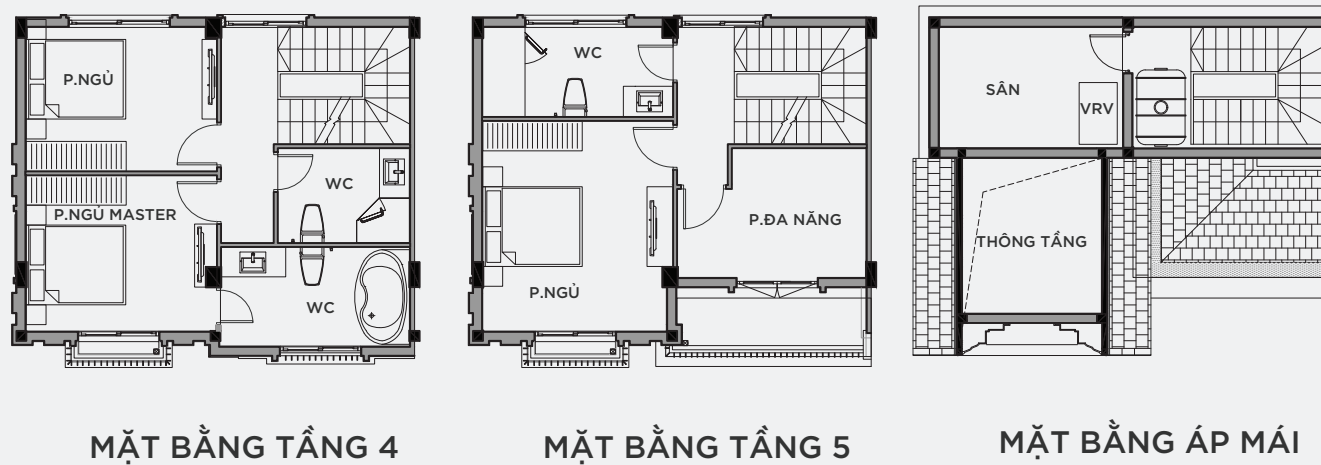 P.NGỦ
WC
P.NGỦ MASTER
WC
MẶT BẰNG TẦNG 4
WC
P.ĐA NĂNG
P.NGỦ
MẶT BẰNG TẦNG 5
SÂN
VRV
THÔNG TẦNG
MẶT BẰNG ÁP MÁI